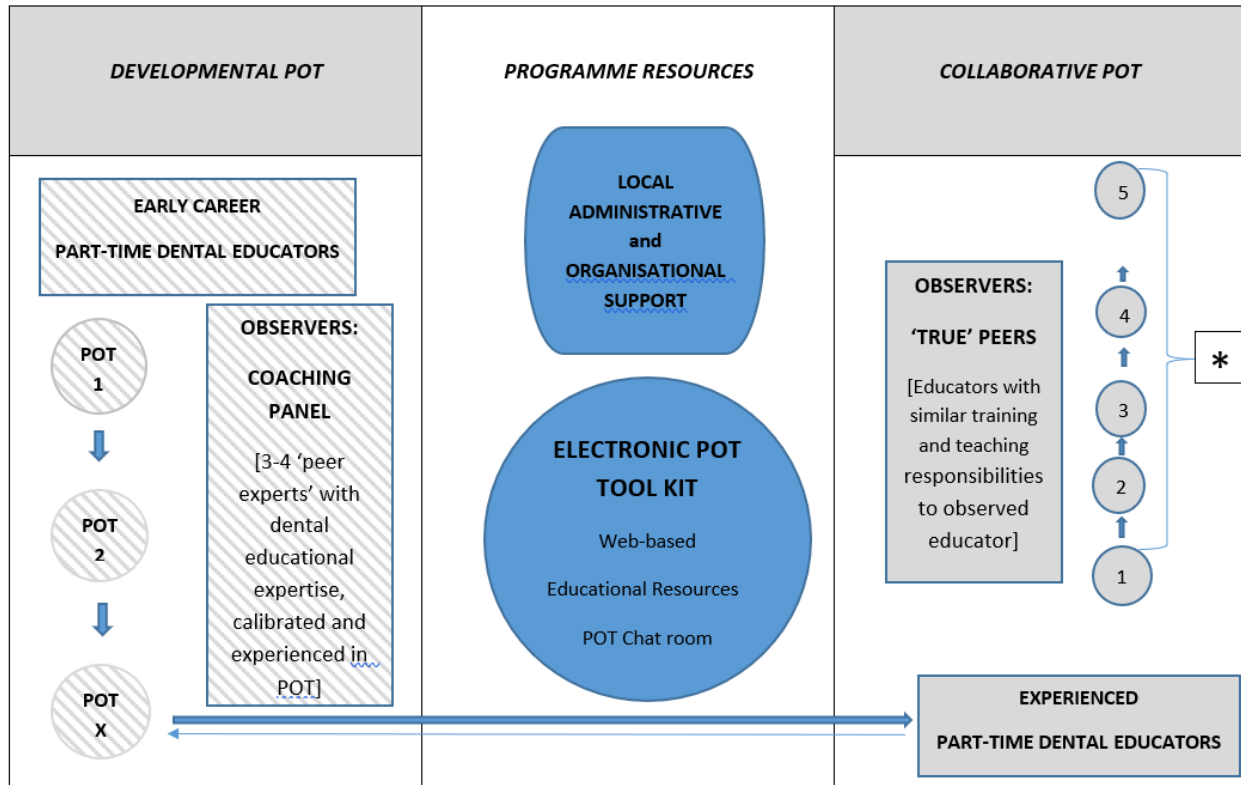 DEVELOPMENTAL POT
PROGRAMME RESOURCES
COLLABORATIVE POT
EARLY CAREER
PART-TIME DENTAL EDUCATORS
POT
1
POT
2
POT
X
OBSERVERS:
COACHING
PANEL
[3-4 ‘peer
experts’ with
dental
educational
expertise,
calibrated and
experienced in
POT]
LOCAL
ADMINISTRATIVE
and
ORGANISATIONAL
SUPPORT
ELECTRONIC POT
TOOL KIT
Web-based
Educational Resources
POT Chat room
OBSERVERS:
‘TRUE’ PEERS
[Educators with
similar training
and teaching
responsibilities
to observed
educator]
5
4
3
2
1
*
EXPERIENCED
PART-TIME DENTAL EDUCATORS